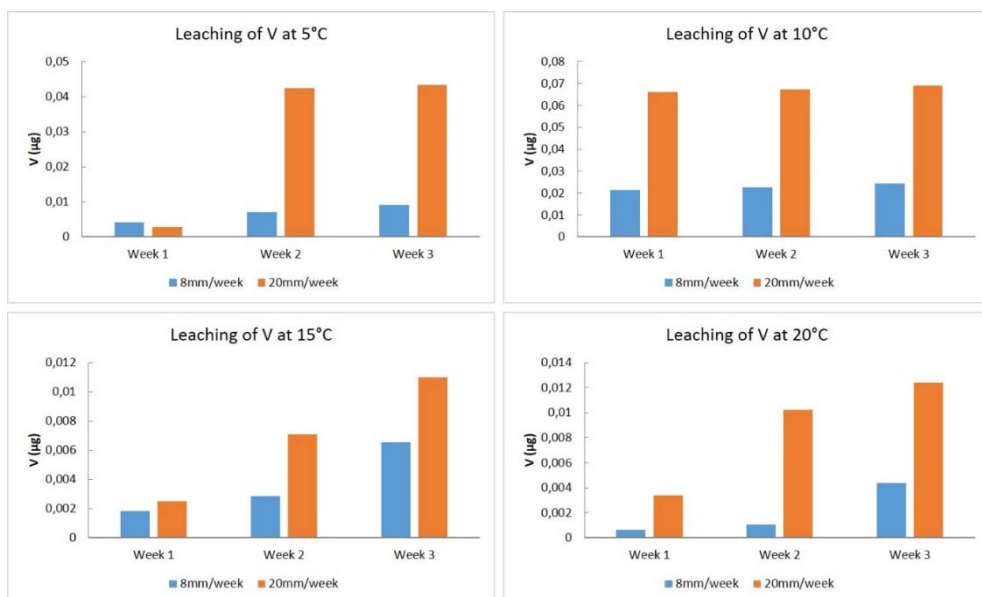 Leaching of V at 5°C
0,05
0,04
0,03
0,02
0,01
0
V (µg)
Week 1 Week 2 Week 3
8mm/week 20mm/week
Leaching of V at 10°C
0,08
0,07
0,06
0,05
0,04
0,03
0,02
0,01
0
V (µg)
Week 1 Week 2 Week 3
8mm/week 20mm/week
Leaching of V at 15°C
0,012
0,01
0,008
0,006
0,004
0,002
0
V (µg)
Week 1 Week 2 Week 3
8mm/week 20mm/week
Leaching of V at 20°C
0,014
0,012
0,01
0,008
0,006
0,004
0,002
0
V (µg)
Week 1 Week 2 Week 3
8mm/week 20mm/week